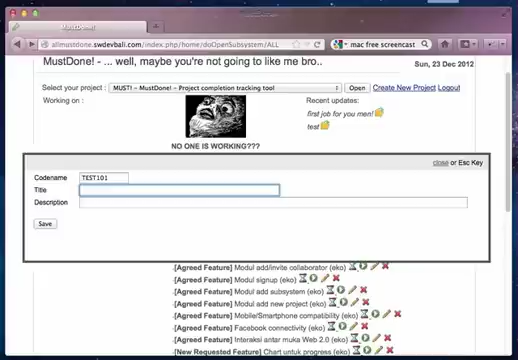 MustDone!
allmustdone.swdevbali.com/index.php/home/doOpenSubsystem/ALL
mac free screencast
MustDone! - ... well, maybe you're not going to like me bro..
Sun, 23 Dec 2012
Select your project : MUST! - MustDone! - Project completion tracking tool Open Create New Project Logout
Working on :
Recent updates:
first job for you men!
test
NO ONE IS WORKING???
close or Esc Key
Codename TEST101
Title
Description
Save
[Agreed Feature] Modul add/invite collaborator (eko)
[Agreed Feature] Modul signup (eko)
[Agreed Feature] Modul add subsystem (eko)
[Agreed Feature] Modul add new project (eko)
[Agreed Feature] Mobile/Smartphone compatibility (eko)
[Agreed Feature] Facebook connectivity (eko)
[Agreed Feature] Interaksi antar muka Web 2.0 (eko)
[New Requested Feature] Chart untuk progress (eko)